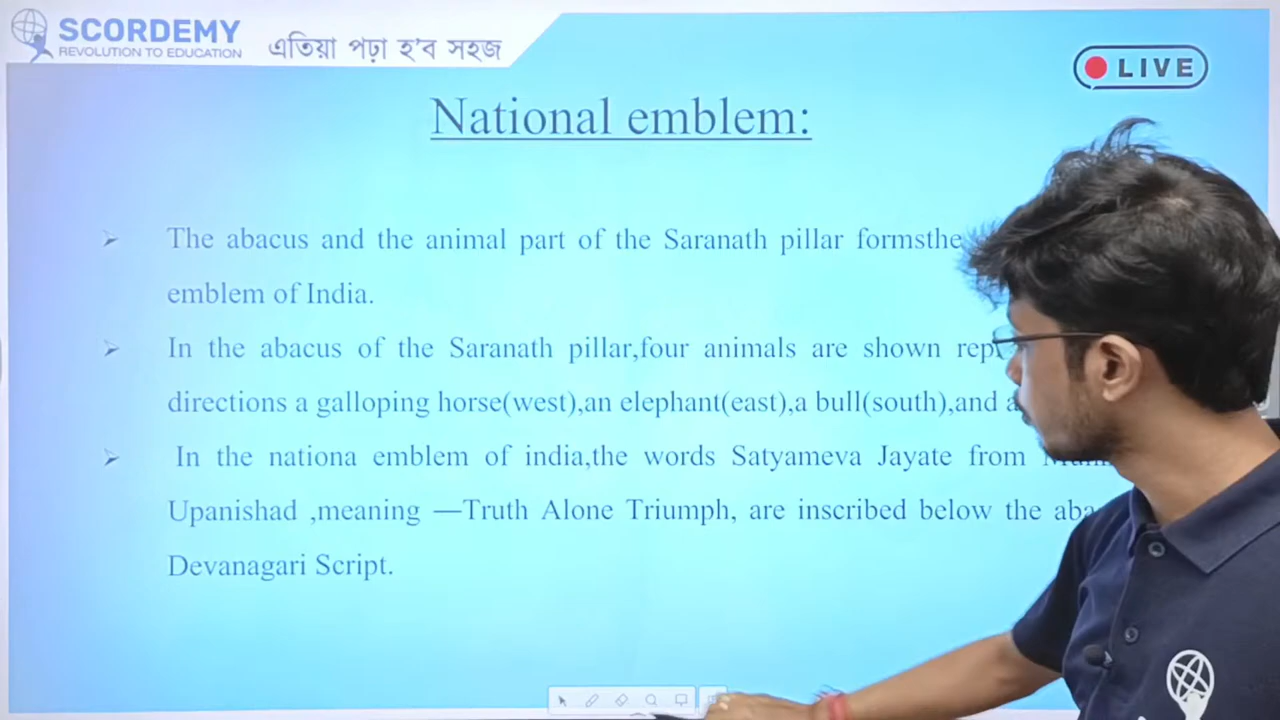 SCORDEMY
REVOLUTION TO EDUCATION
এতিয়া পঢ়া হ'ব সহজ
LIVE
National emblem:
➢ The abacus and the animal part of the Saranath pillar formsthe
emblem of India.
➢ In the abacus of the Saranath pillar,four animals are shown
directions a galloping horse(west),an elephant(east),a bull(south),and
➢ In the nationa emblem of india,the words Satyameva Jayate from
Upanishad ,meaning —Truth Alone Triumph, are inscribed below the
Devanagari Script.